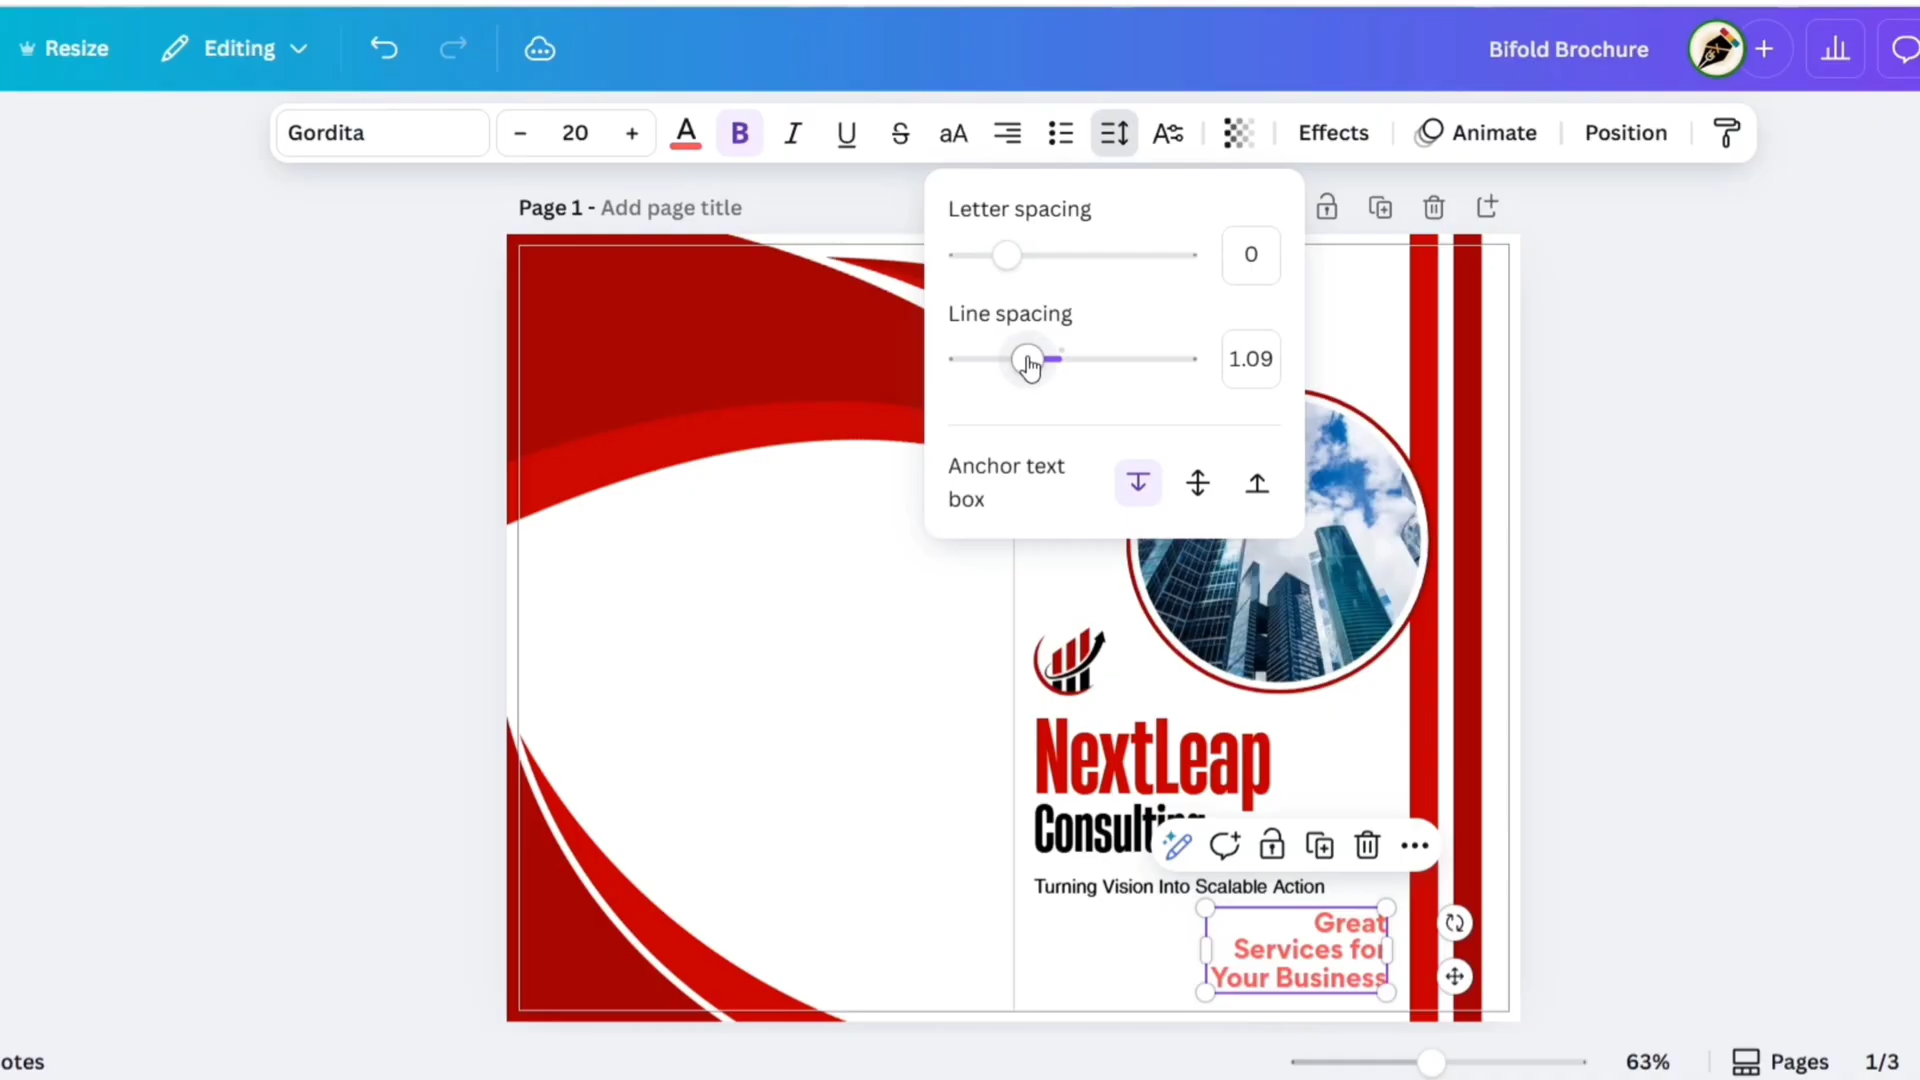 Resize
Editing
Bifold Brochure
Gordita
– 20 +
A B I U S aA
Effects
Animate
Position
Page 1 - Add page title
Letter spacing
0
Line spacing
1.09
Anchor text
box
NextLeap
Turning Vision Into Scalable Action
Great
Services for
Your Business
otes
63%
Pages
1/3